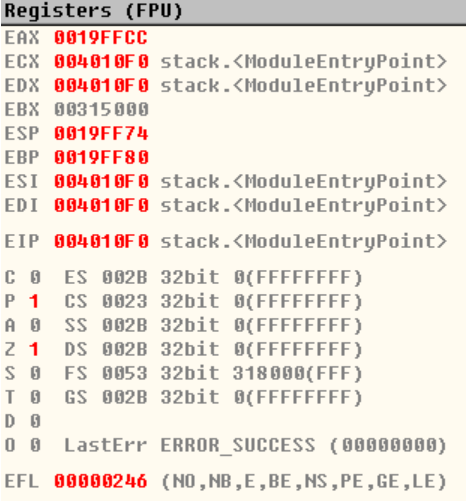 Registers (FPU)
EAX 0019FFCC
ECX 004010F0 stack.<ModuleEntryPoint>
EDX 004010F0 stack.<ModuleEntryPoint>
EBX 00315000
ESP 0019FF74
EBP 0019FF80
ESI 004010F0 stack.<ModuleEntryPoint>
EDI 004010F0 stack.<ModuleEntryPoint>
EIP 004010F0 stack.<ModuleEntryPoint>
C 0 ES 002B 32bit 0(FFFFFFFF)
P 1 CS 0023 32bit 0(FFFFFFFF)
A 0 SS 002B 32bit 0(FFFFFFFF)
Z 1 DS 002B 32bit 0(FFFFFFFF)
S 0 FS 0053 32bit 318000(FFF)
T 0 GS 002B 32bit 0(FFFFFFFF)
D 0
O 0 LastErr ERROR_SUCCESS (00000000)
EFL 00000246 (NO,NB,E,BE,NS,PE,GE,LE)